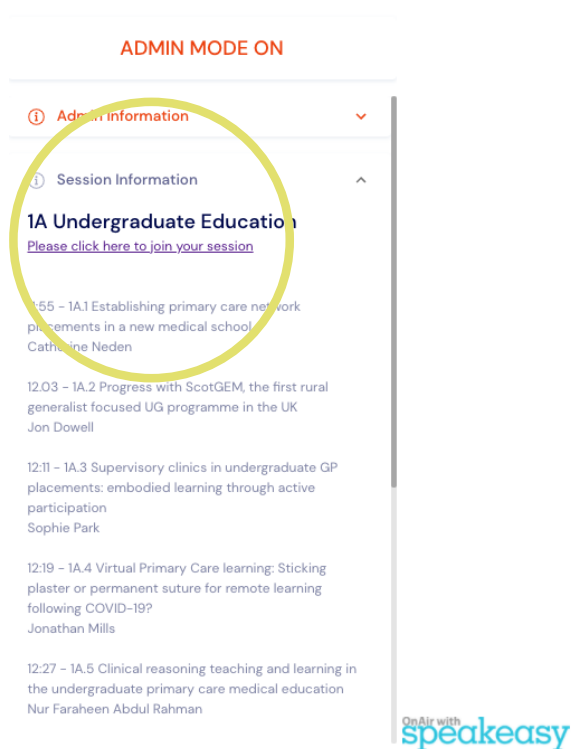 ADMIN MODE ON
Admin Information
Session Information
1A Undergraduate Education
Please click here to join your session
:55 - 1A.1 Establishing primary care network
placements in a new medical school
Catherine Neden
12.03 - 1A.2 Progress with ScotGEM, the first rural
generalist focused UG programme in the UK
Jon Dowell
12:11 - 1A.3 Supervisory clinics in undergraduate GP
placements: embodied learning through active
participation
Sophie Park
12:19 - 1A.4 Virtual Primary Care learning: Sticking
plaster or permanent suture for remote learning
following COVID-19?
Jonathan Mills
12:27 - 1A.5 Clinical reasoning teaching and learning in
the undergraduate primary care medical education
Nur Faraheen Abdul Rahman
OnAir with
speakeasy